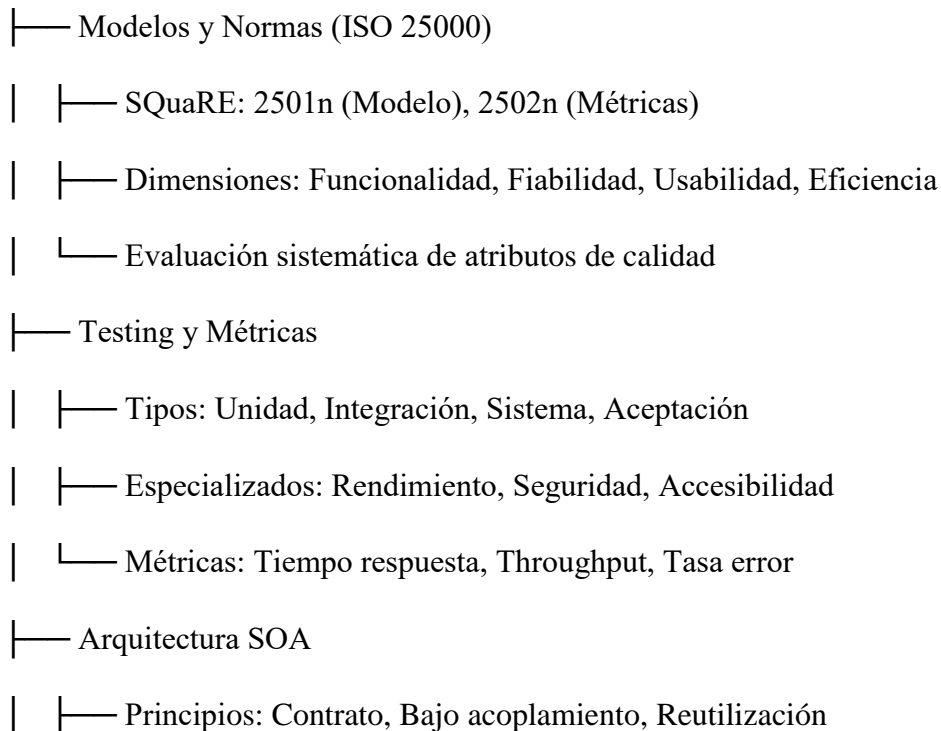 ├── Modelos y Normas (ISO 25000)
│ ├── SQuaRE: 2501n (Modelo), 2502n (Métricas)
│ ├── Dimensiones: Funcionalidad, Fiabilidad, Usabilidad, Eficiencia
│ └── Evaluación sistemática de atributos de calidad
├── Testing y Métricas
│ ├── Tipos: Unidad, Integración, Sistema, Aceptación
│ ├── Especializados: Rendimiento, Seguridad, Accesibilidad
│ └── Métricas: Tiempo respuesta, Throughput, Tasa error
├── Arquitectura SOA
│ ├── Principios: Contrato, Bajo acoplamiento, Reutilización